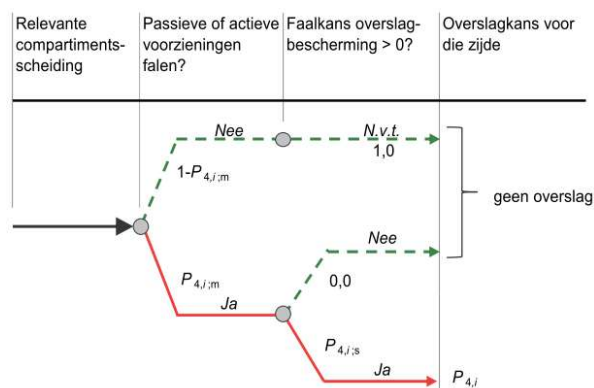 Relevante
compartiments-
scheiding
Passieve of actieve
voorzieningen
falen?
Faalkans overslag-
bescherming > 0?
Overslagkans voor
die zijde
Nee
N.v.t.
1,0
1-P4,i;m
geen overslag
Nee
0,0
P4,i;m
Ja
P4,i;s
Ja
P4,i